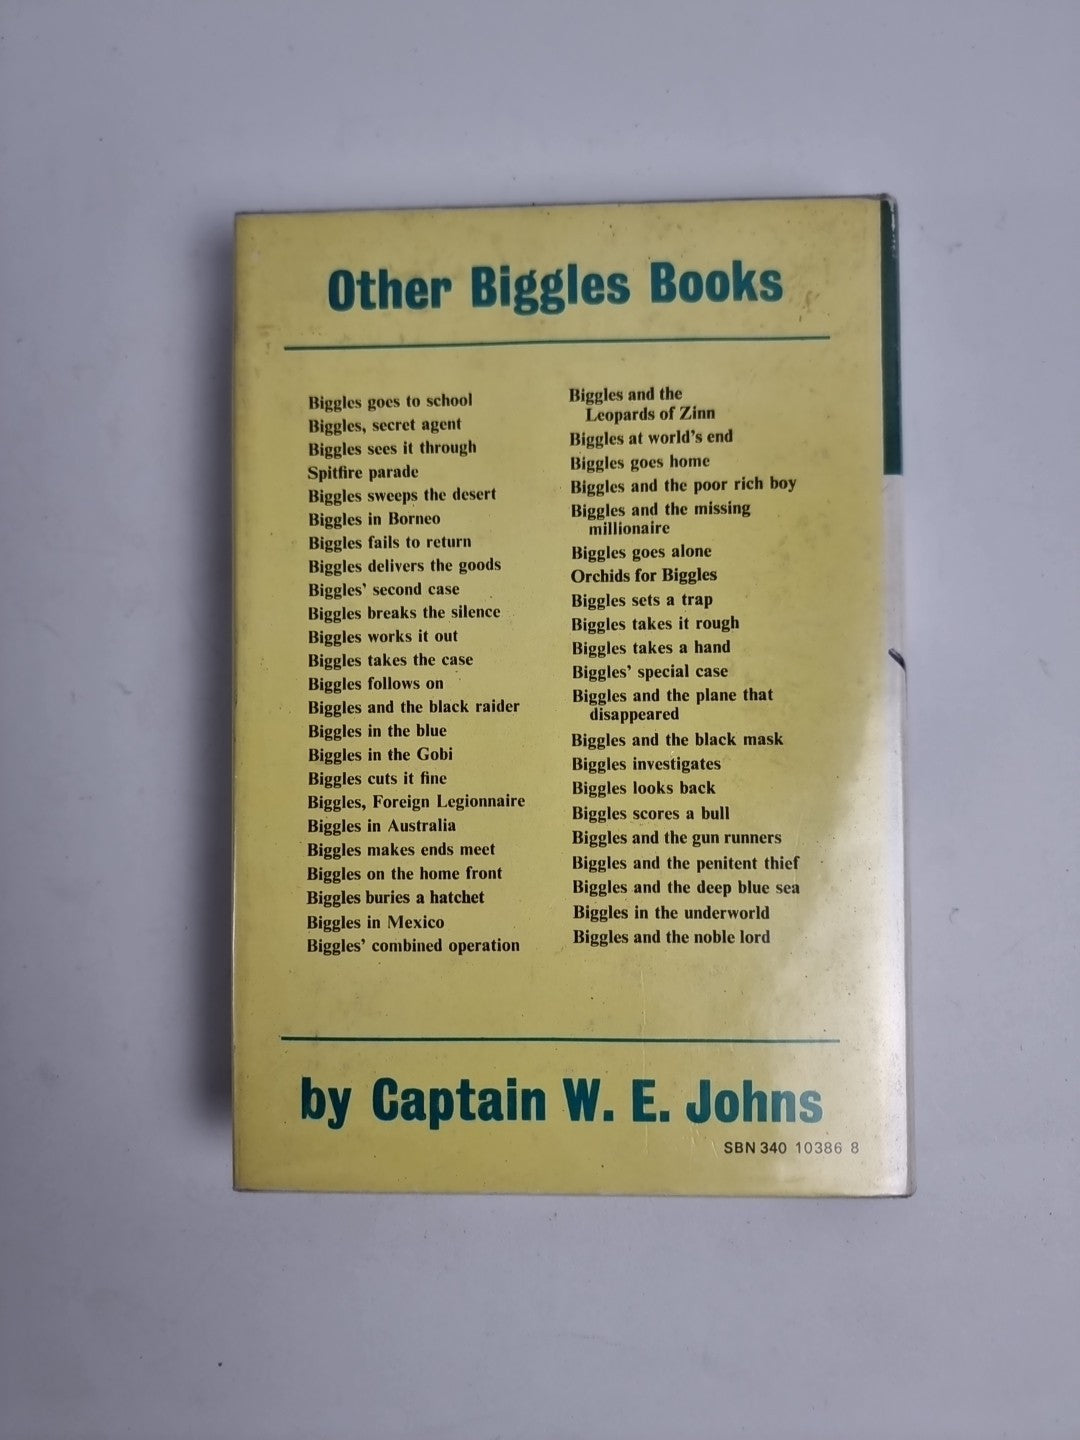 Other Biggles Books
Biggles goes to school
Biggles, secret agent
Biggles sees it through
Spitfire parade
Biggles sweeps the desert
Biggles in Borneo
Biggles fails to return
Biggles delivers the goods
Biggles' second case
Biggles breaks the silence
Biggles works it out
Biggles takes the case
Biggles follows on
Biggles and the black raider
Biggles in the blue
Biggles in the Gobi
Biggles cuts it fine
Biggles, Foreign Legionnaire
Biggles in Australia
Biggles makes ends meet
Biggles on the home front
Biggles buries a hatchet
Biggles in Mexico
Biggles' combined operation
Biggles and the
Leopards of Zinn
Biggles at world's end
Biggles goes home
Biggles and the poor rich boy
Biggles and the missing
millionaire
Biggles goes alone
Orchids for Biggles
Biggles sets a trap
Biggles takes it rough
Biggles takes a hand
Biggles' special case
Biggles and the plane that
disappeared
Biggles and the black mask
Biggles investigates
Biggles looks back
Biggles scores a bull
Biggles and the gun runners
Biggles and the penitent thief
Biggles and the deep blue sea
Biggles in the underworld
Biggles and the noble lord
by Captain W. E. Johns
SBN 340 10386 8